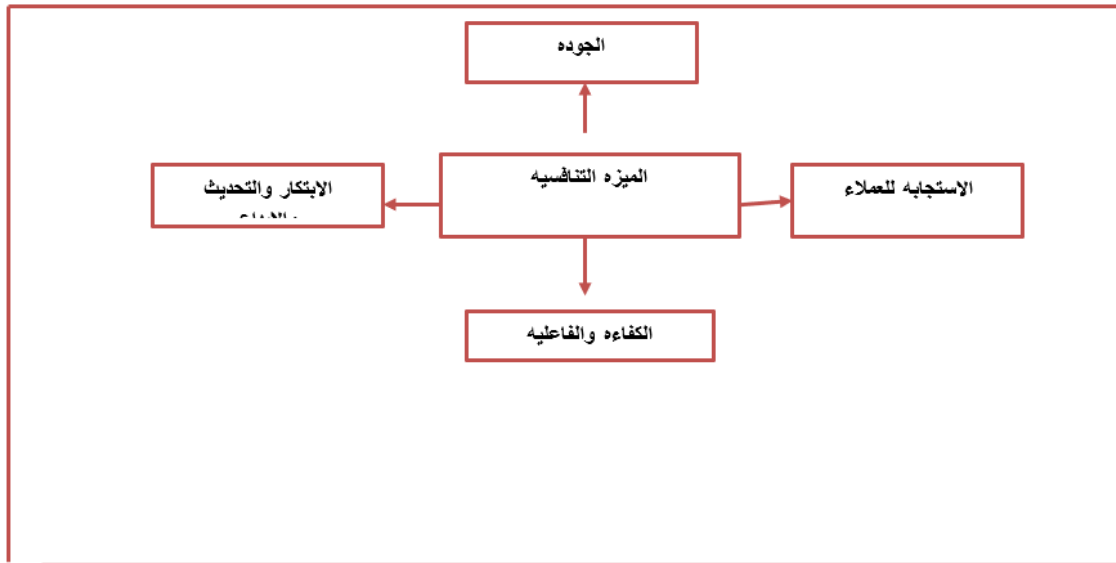 الجوده
الميزه التنافسيه
الاستجابه للعملاء
الابتكار والتحديث
الكفاءه والفاعليه